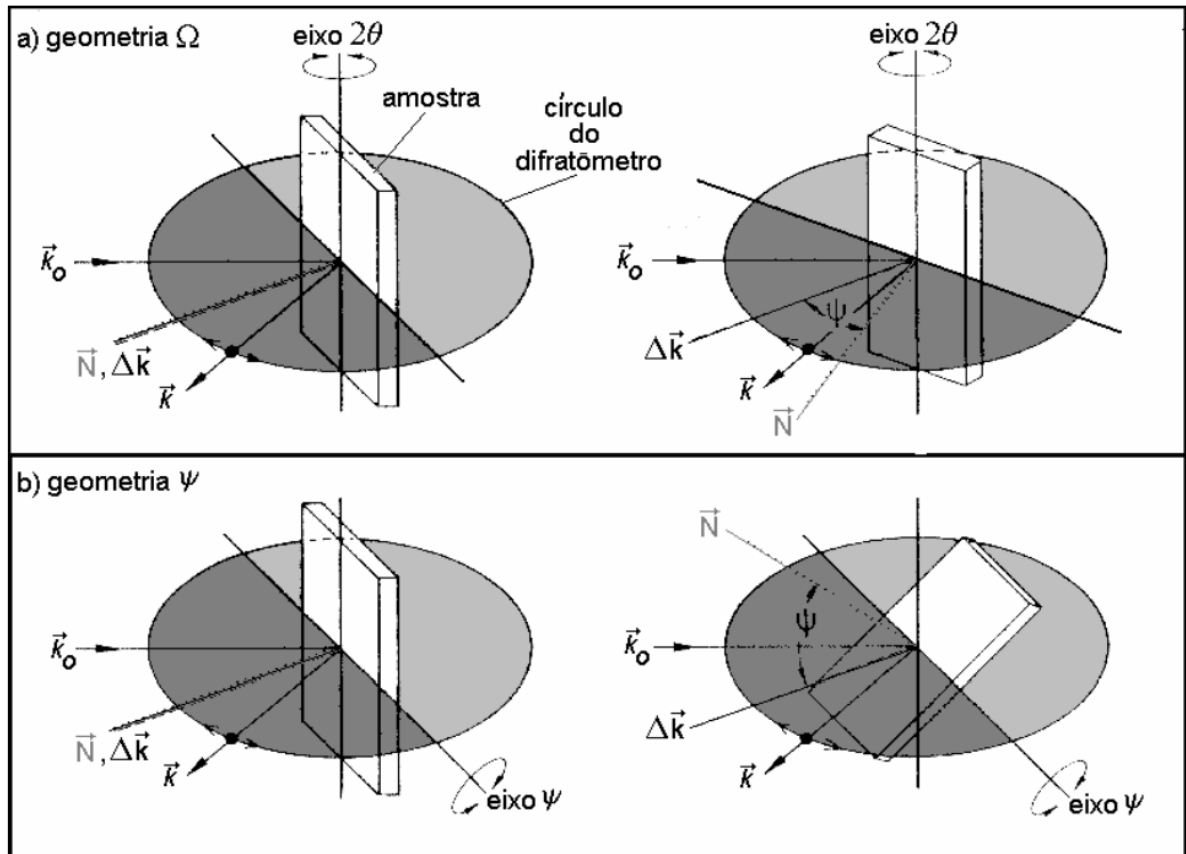 a) geometria Ω
eixo 2θ
amostra
círculo
do
difratômetro
k⃗o
N⃗, Δk⃗
k⃗
eixo 2θ
k⃗o
Δk⃗
ψ
k⃗
N⃗
b) geometria ψ
k⃗o
N⃗, Δk⃗
k⃗
eixo ψ
N⃗
ψ
k⃗o
Δk⃗
k⃗
eixo ψ